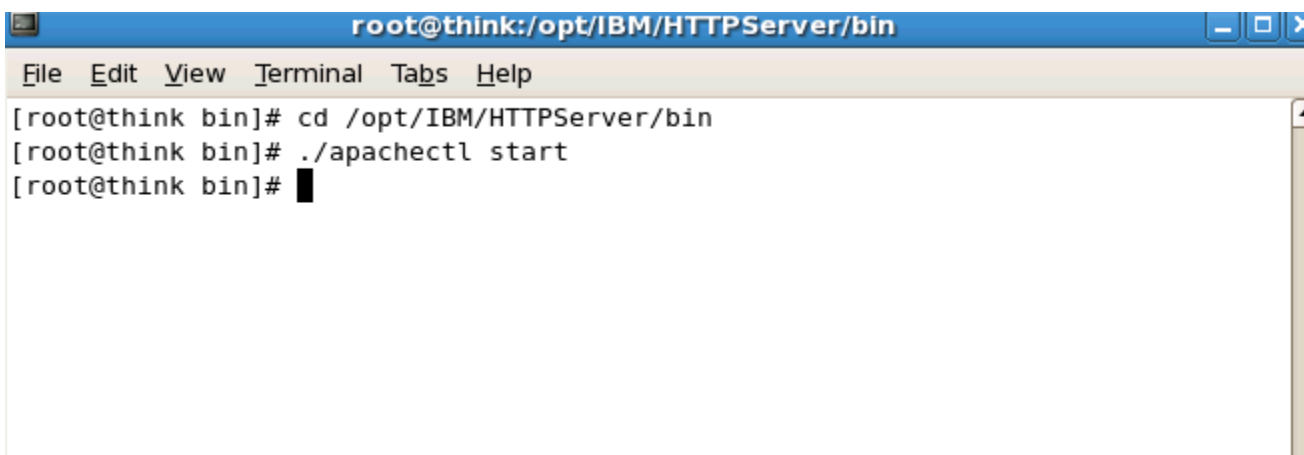 root@think:/opt/IBM/HTTPServer/bin
File Edit View Terminal Tabs Help
[root@think bin]# cd /opt/IBM/HTTPServer/bin
[root@think bin]# ./apachectl start
[root@think bin]#